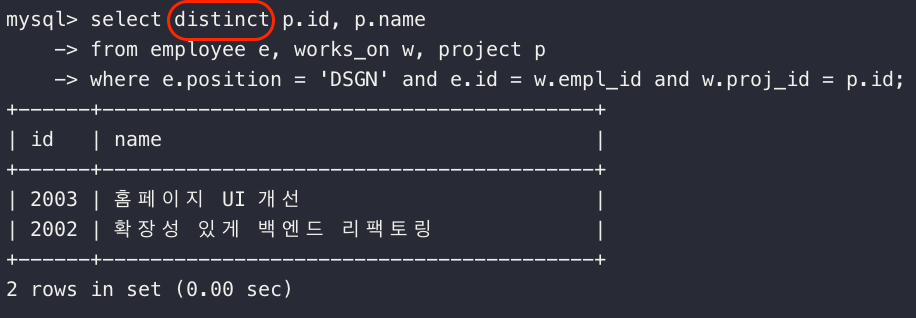 mysql> select distinct p.id, p.name
    -> from employee e, works_on w, project p
    -> where e.position = 'DSGN' and e.id = w.empl_id and w.proj_id = p.id;
+------+------------------------------------------+
| id   | name                                     |
+------+------------------------------------------+
| 2003 | 홈페이지 UI 개선                         |
| 2002 | 확장성 있게 백엔드 리팩토링              |
+------+------------------------------------------+
2 rows in set (0.00 sec)